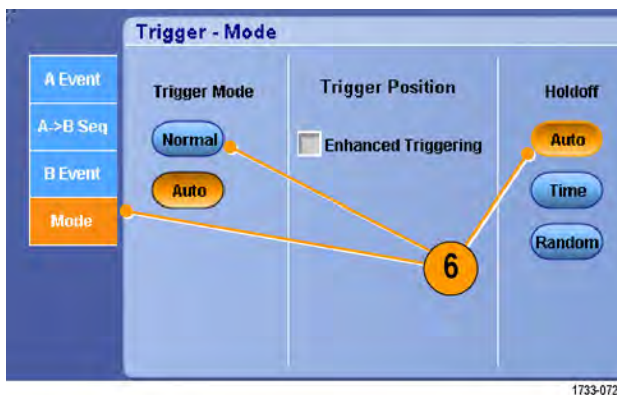 Trigger - Mode
A Event
A->B Seq
B Event
Mode
Trigger Mode
Normal
Auto
Trigger Position
Enhanced Triggering
Holdoff
Auto
Time
Random
6
1733-072